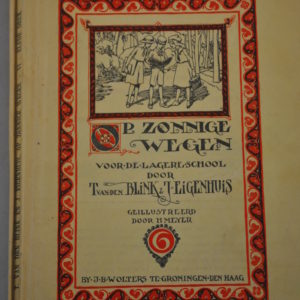 OP ZONNIGE
WEGEN
VOOR·DE·LAGERE·SCHOOL
DOOR
T. VAN DEN BLINK & J. EIGENHUIS
GEILLUSTREERD
DOOR H. MEYER
6
BY·J·B·WOLTERS·TE·GRONINGEN·DEN HAAG